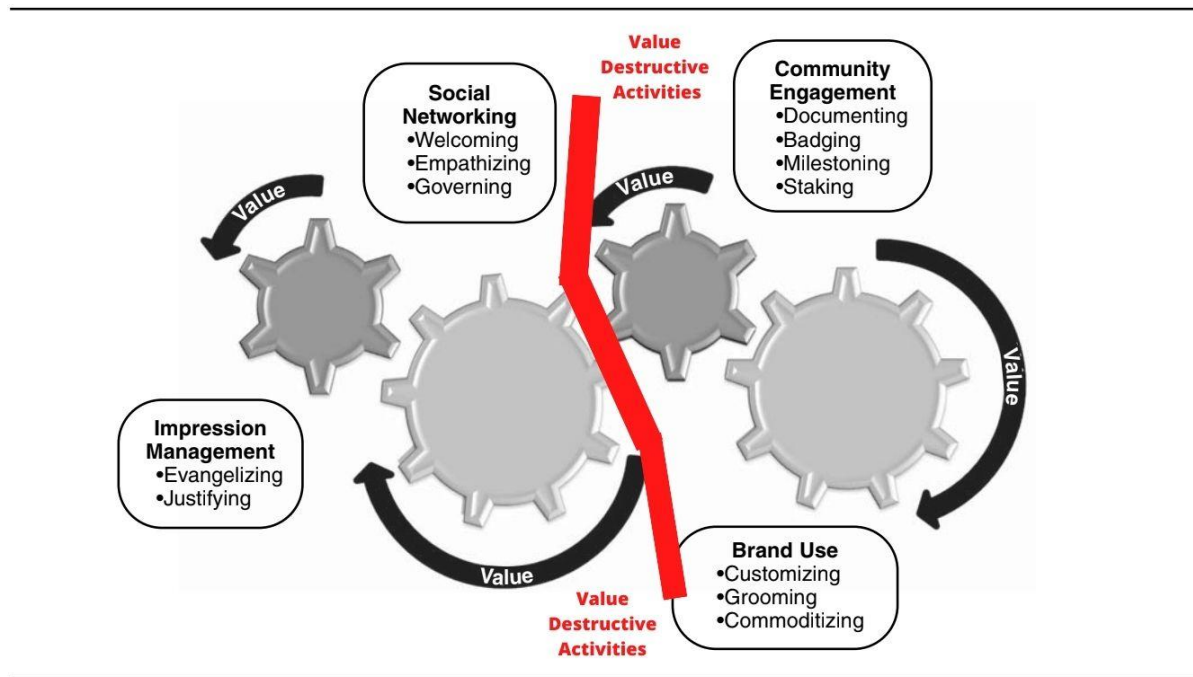 Value
Destructive
Activities
Social
Networking
•Welcoming
•Empathizing
•Governing
Community
Engagement
•Documenting
•Badging
•Milestoning
•Staking
Value
Value
Value
Impression
Management
•Evangelizing
•Justifying
Value
Brand Use
•Customizing
•Grooming
•Commoditizing
Value
Destructive
Activities